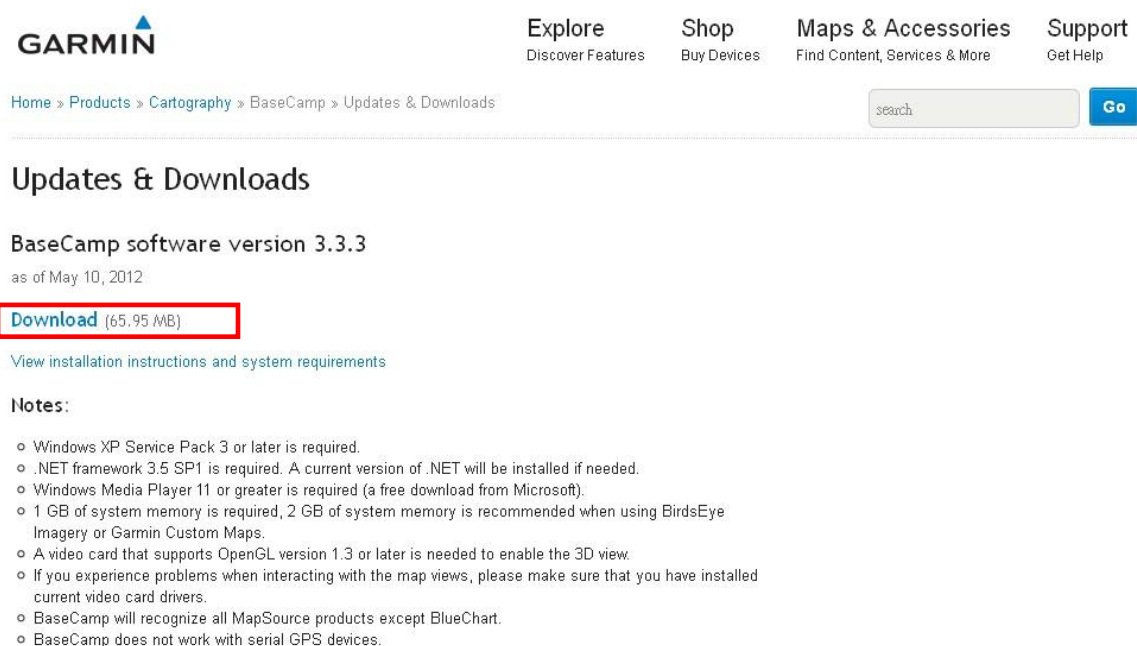 GARMIN
Explore Shop Maps & Accessories Support
Discover Features Buy Devices Find Content, Services & More Get Help
Home » Products » Cartography » BaseCamp » Updates & Downloads
search Go
Updates & Downloads
BaseCamp software version 3.3.3
as of May 10, 2012
Download (65.95 MB)
View installation instructions and system requirements
Notes:
Windows XP Service Pack 3 or later is required.
.NET framework 3.5 SP1 is required. A current version of .NET will be installed if needed.
Windows Media Player 11 or greater is required (a free download from Microsoft).
1 GB of system memory is required, 2 GB of system memory is recommended when using BirdsEye
Imagery or Garmin Custom Maps.
A video card that supports OpenGL version 1.3 or later is needed to enable the 3D view.
If you experience problems when interacting with the map views, please make sure that you have installed
current video card drivers.
BaseCamp will recognize all MapSource products except BlueChart.
BaseCamp does not work with serial GPS devices.